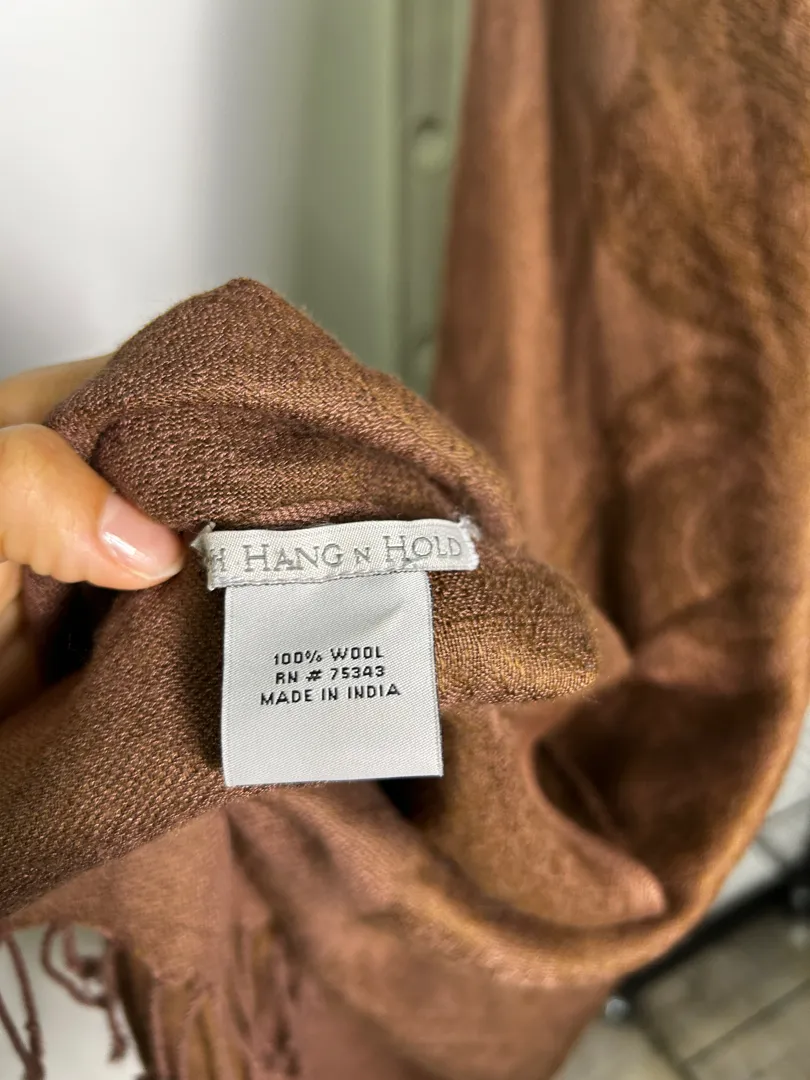 H HANG N HOLD
100% WOOL
RN # 75343
MADE IN INDIA